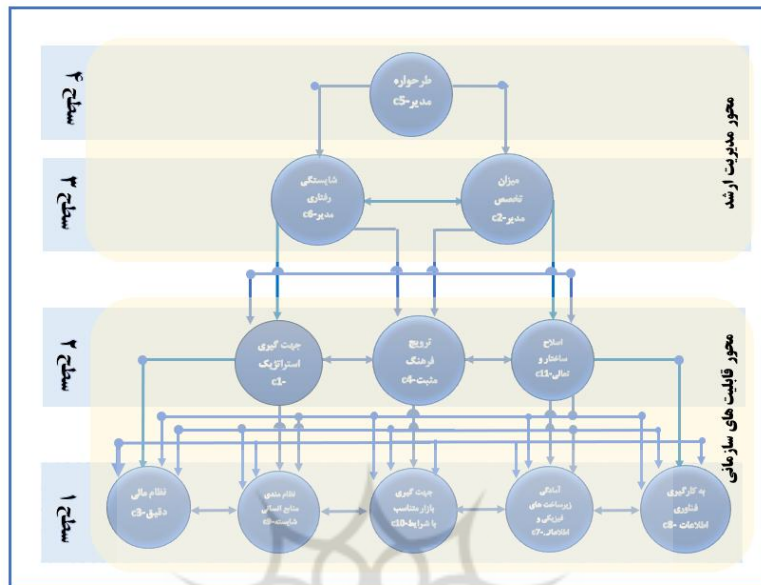 سطح ۴
طرحواره
مدیر-c5
محور مدیریت ارشد
سطح ۳
میزان
تخصص
مدیر-c2
شایستگی
رفتاری
مدیر-c6
سطح ۲
اصلاح
ساختار و
تعالی-c11
ترویج
فرهنگ
مثبت-c4
جهت گیری
استراتژیک
-c1
محور قابلیت های سازمانی
سطح ۱
به کارگیری
فناوری
اطلاعات -c8
آمادگی
زیرساخت های
فیزیکی و
اطلاعاتی-c7
جهت گیری
بازار متناسب
با شرایط-c10
نظام مندی
منابع انسانی
شایسته-c9
نظام مالی
دقیق-c3